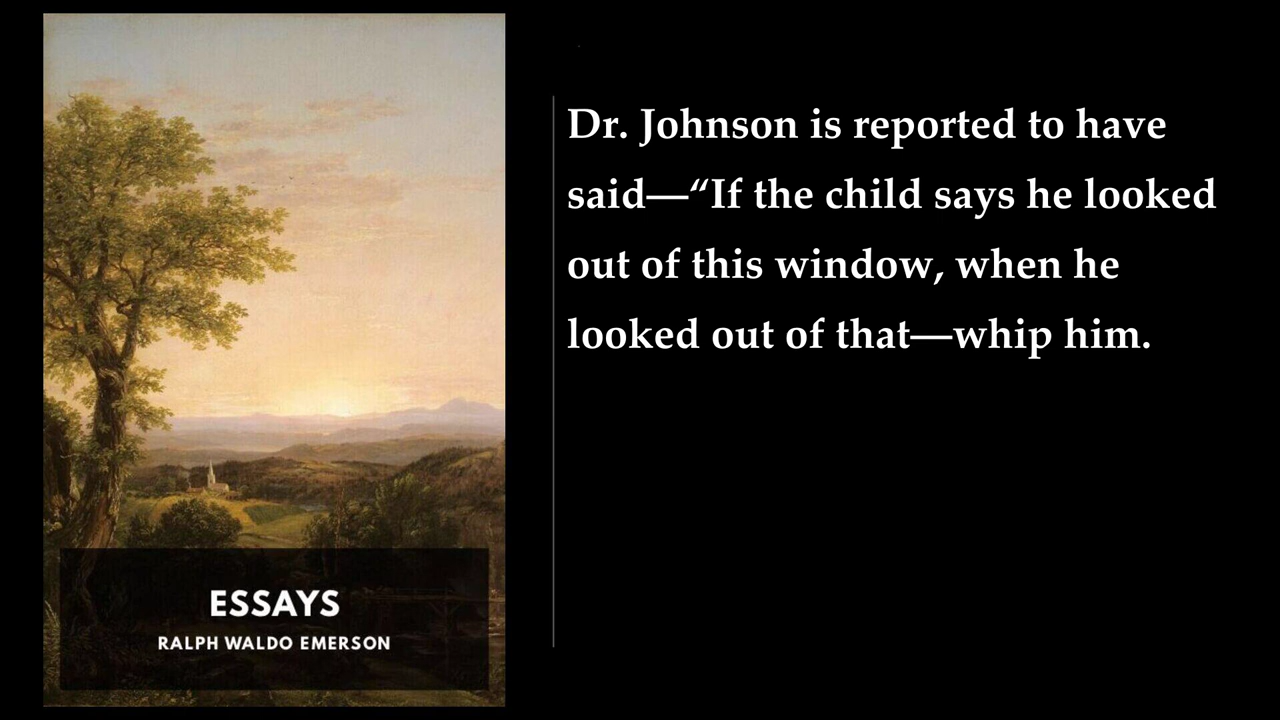 ESSAYS
RALPH WALDO EMERSON
Dr. Johnson is reported to have
said—“If the child says he looked
out of this window, when he
looked out of that—whip him.